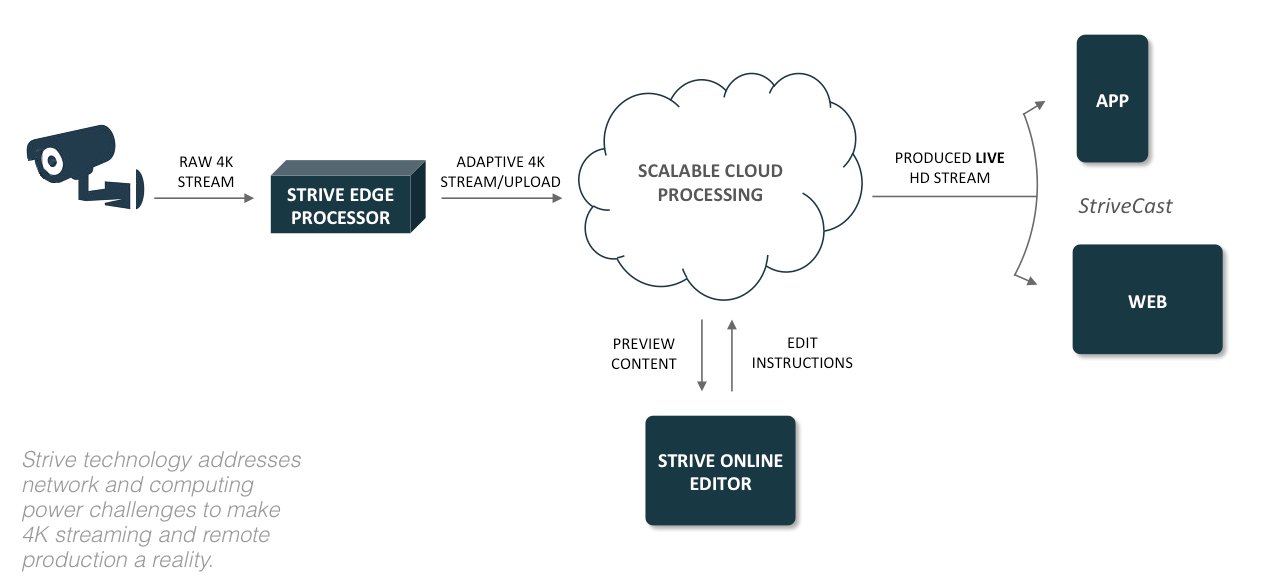 RAW 4K
STREAM
STRIVE EDGE
PROCESSOR
ADAPTIVE 4K
STREAM/UPLOAD
SCALABLE CLOUD
PROCESSING
PRODUCED LIVE
HD STREAM
APP
StriveCast
WEB
PREVIEW
CONTENT
EDIT
INSTRUCTIONS
STRIVE ONLINE
EDITOR
Strive technology addresses
network and computing
power challenges to make
4K streaming and remote
production a reality.